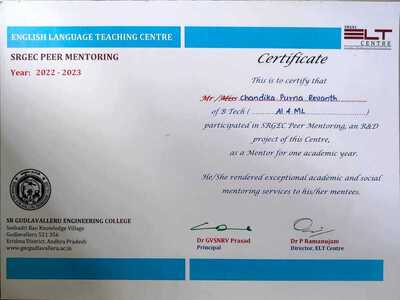 ENGLISH LANGUAGE TEACHING CENTRE
SRGEC PEER MENTORING
Year: 2022 - 2023
SRGEC
ELT
CENTRE
Certificate
This is to certify that
Mr /Miss Chandika Purna Revanth
of B Tech ( AI & ML )
participated in SRGEC Peer Mentoring, an R&D
project of this Centre,
as a Mentor for one academic year.
He/She rendered exceptional academic and social
mentoring services to his/her mentees.
SR GUDLAVALLERU ENGINEERING COLLEGE
Seshadri Rao Knowledge Village
Gudlavalleru 521 356
Krishna District, Andhra Pradesh
www.gecgudlavalleru.ac.in
Dr GVSNRV Prasad
Principal
Dr P Ramanujam
Director, ELT Centre